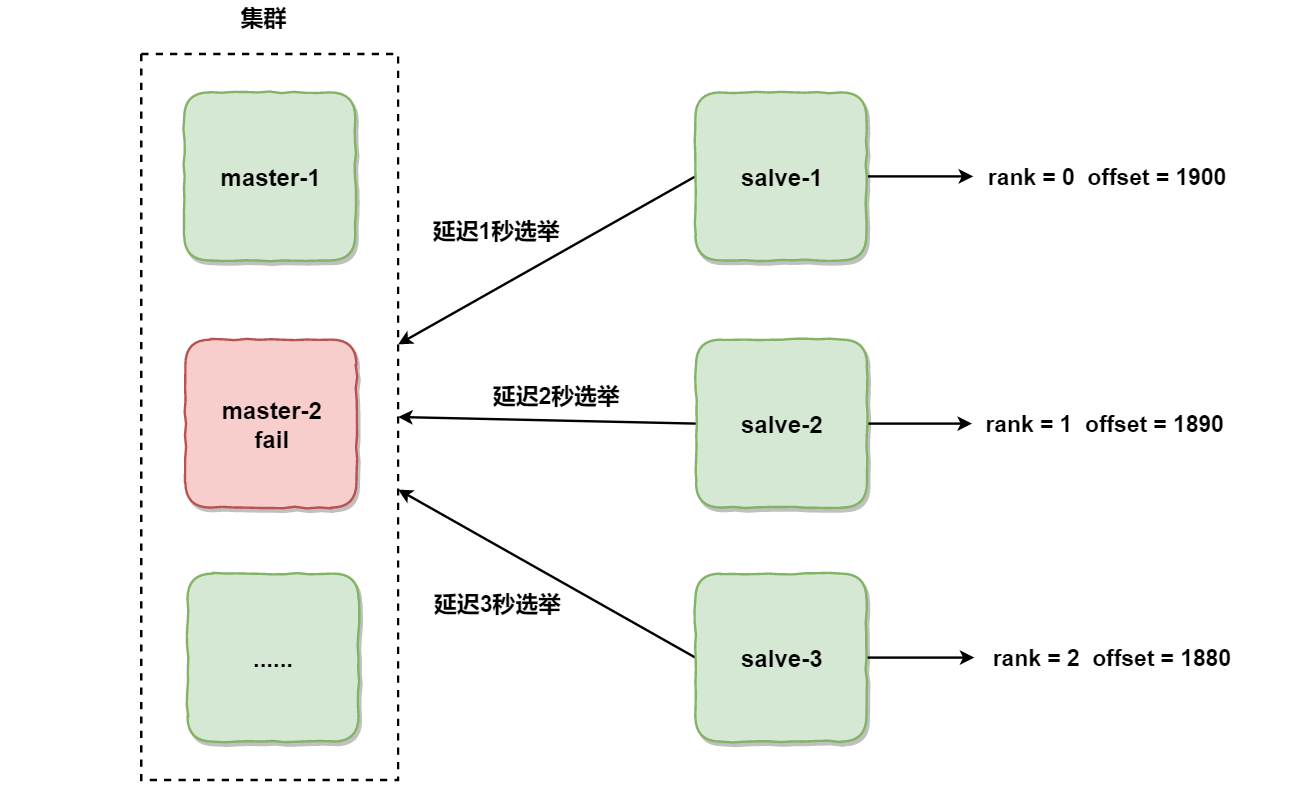 集群
master-1
salve-1
rank = 0 offset = 1900
延迟1秒选举
master-2
fail
延迟2秒选举
salve-2
rank = 1 offset = 1890
延迟3秒选举
......
salve-3
rank = 2 offset = 1880